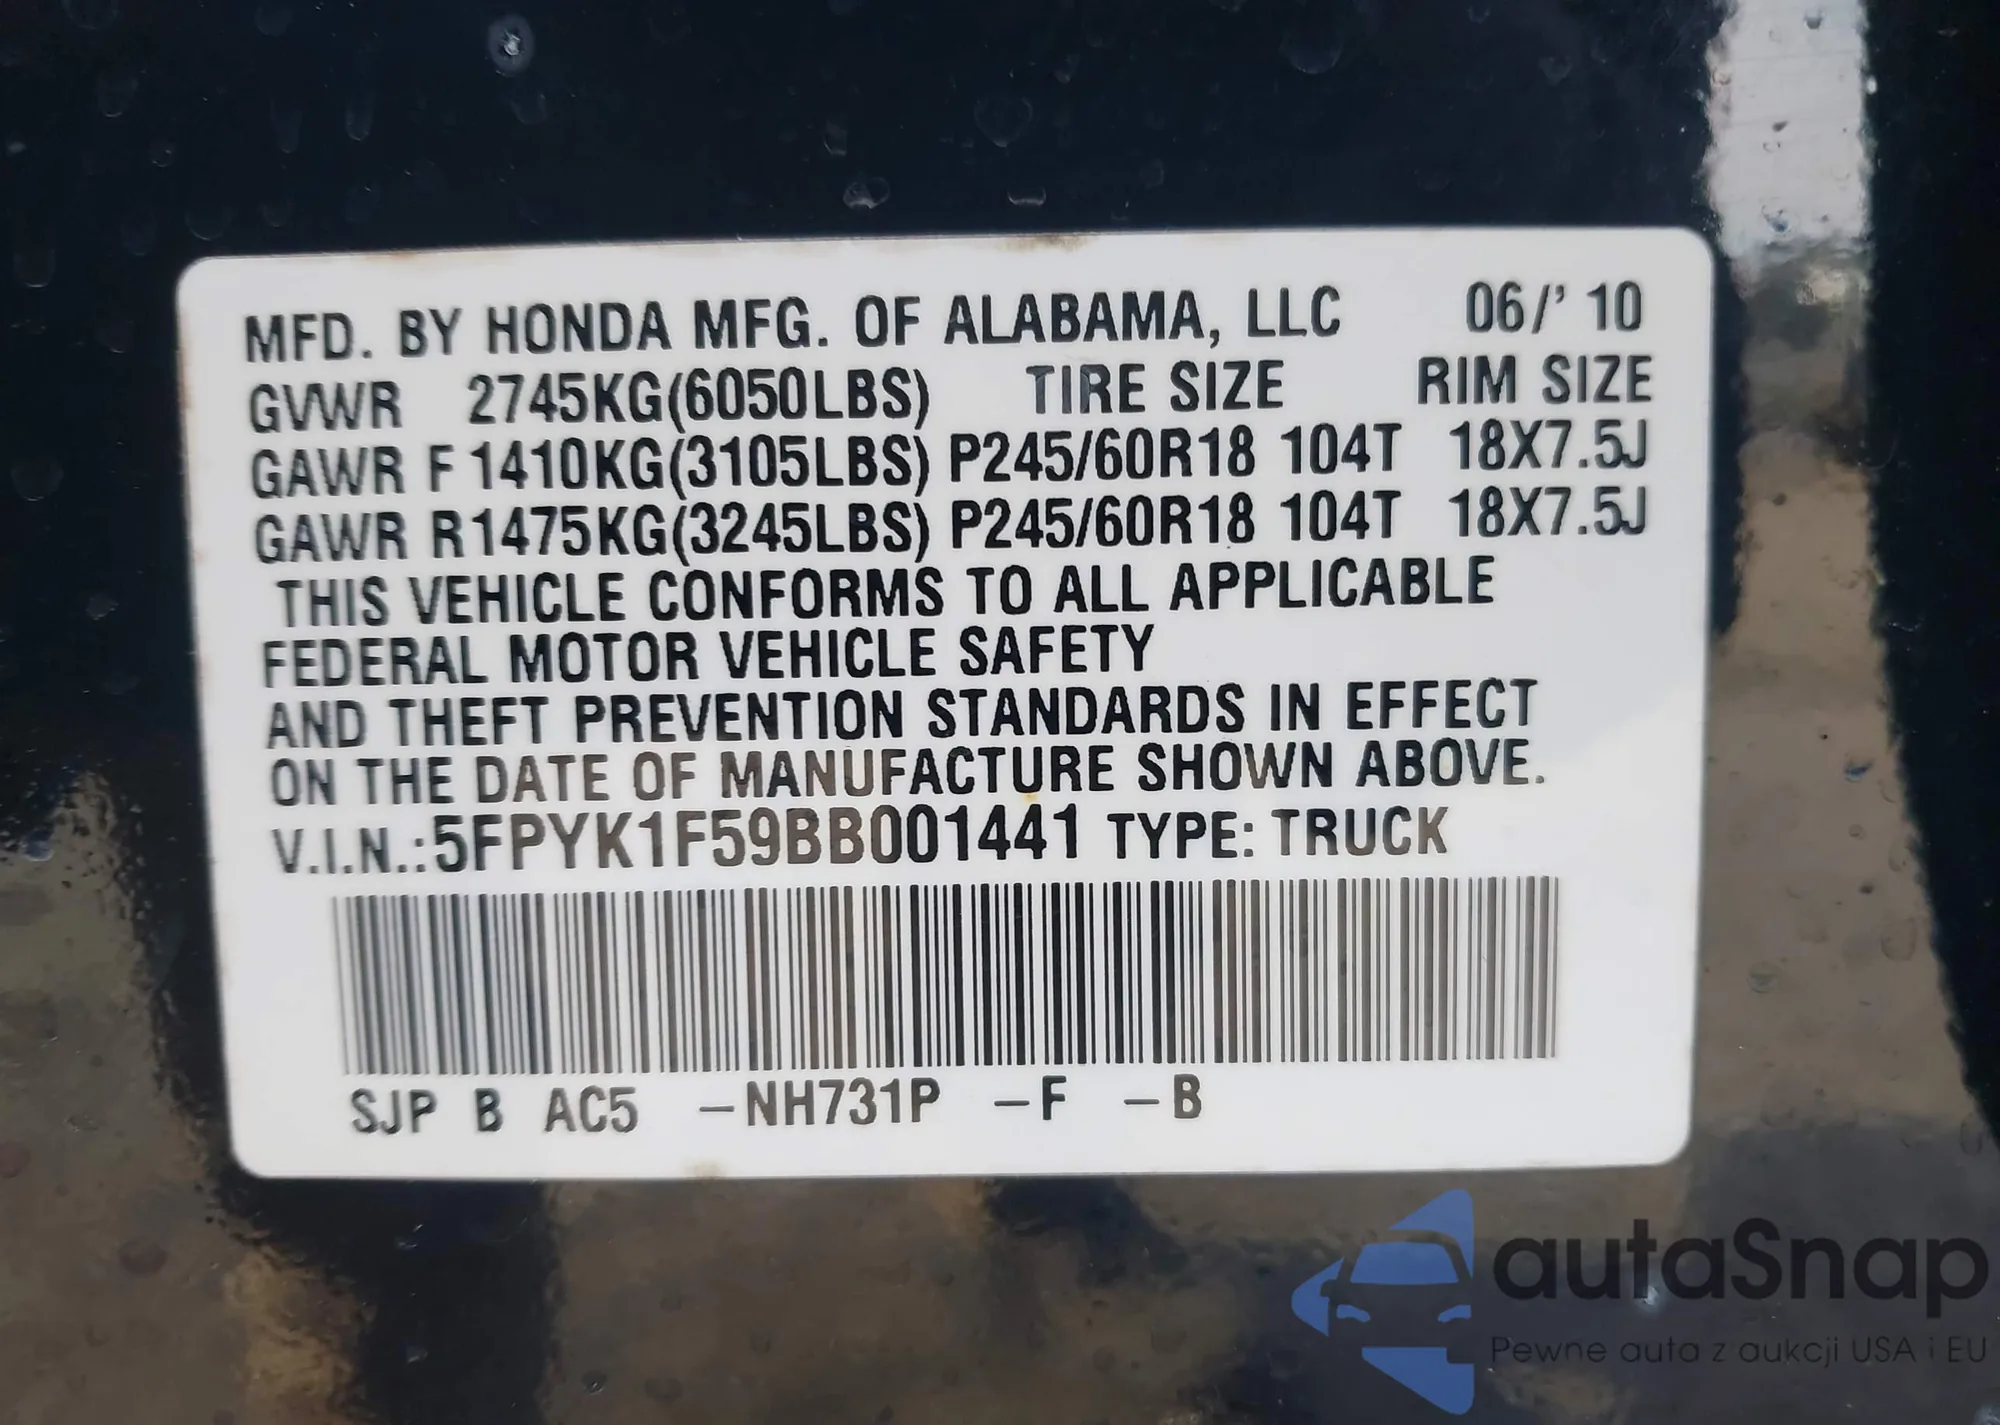 MFD. BY HONDA MFG. OF ALABAMA, LLC 06/' 10
GVWR 2745KG(6050LBS) TIRE SIZE RIM SIZE
GAWR F 1410KG(3105LBS) P245/60R18 104T 18X7.5J
GAWR R 1475KG(3245LBS) P245/60R18 104T 18X7.5J
THIS VEHICLE CONFORMS TO ALL APPLICABLE
FEDERAL MOTOR VEHICLE SAFETY
AND THEFT PREVENTION STANDARDS IN EFFECT
ON THE DATE OF MANUFACTURE SHOWN ABOVE.
V.I.N.:5FPYK1F59BB001441 TYPE: TRUCK
SJP B AC5 –NH731P –F –B
autaSnap
Pewne auta z aukcji USA i EU